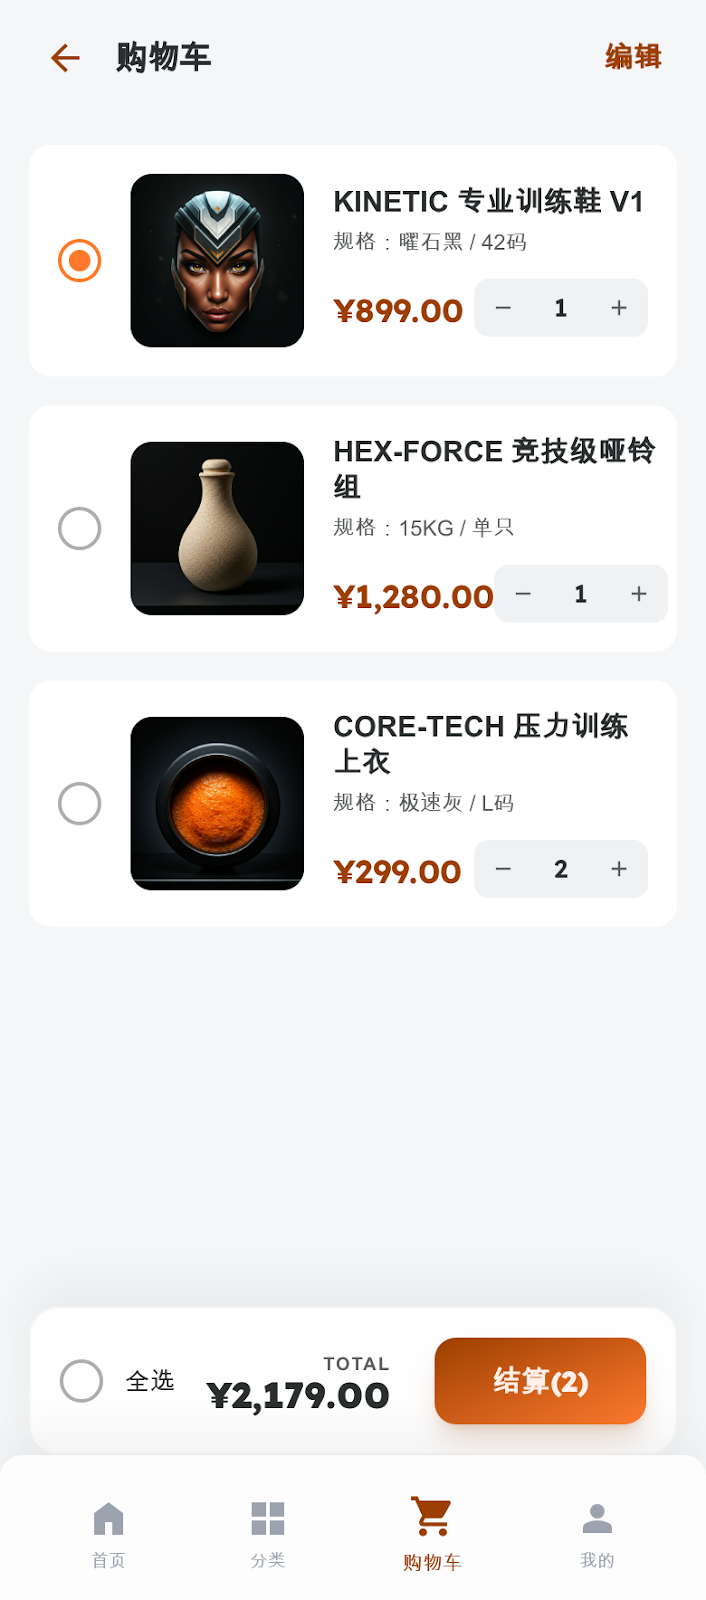 购物车
编辑
KINETIC 专业训练鞋 V1
规格：曜石黑 / 42码
¥899.00
− 1 +
HEX-FORCE 竞技级哑铃
组
规格：15KG / 单只
¥1,280.00
− 1 +
CORE-TECH 压力训练
上衣
规格：极速灰 / L码
¥299.00
− 2 +
全选
TOTAL
¥2,179.00
结算(2)
首页
分类
购物车
我的